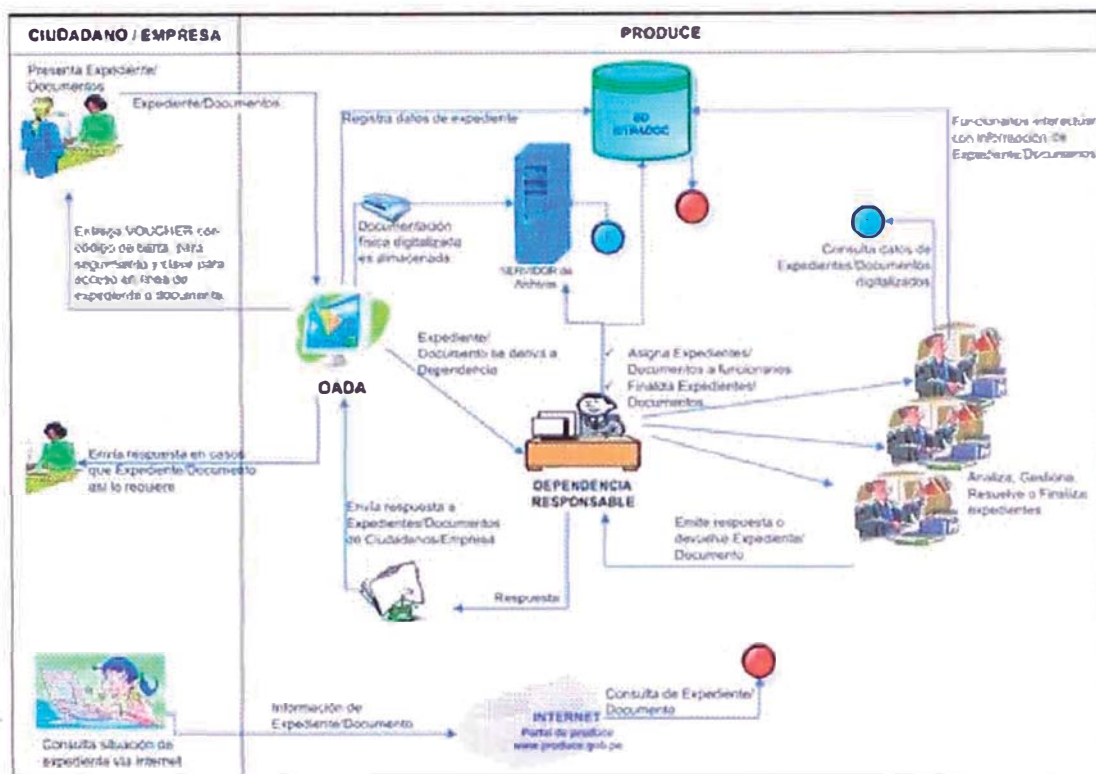 CIUDADANO / EMPRESA
PRODUCE
Presenta Expediente/
Documentos
Expediente/Documentos
Registra datos de expediente
BD
SITRADOC
Funcionarios interactúan
con información de
Expediente/Documentos
Entrega VOUCHER con
código de barra, para
seguimiento y clave para
acceso en línea de
expediente o documento
Documentación
física digitalizada
es almacenada
SERVIDOR de
Archivos
Consulta datos de
Expedientes/Documentos
digitalizados
OADA
Expediente/
Documento se deriva a
Dependencia
✓ Asigna Expedientes/
Documentos a funcionarios
✓ Finaliza Expedientes/
Documentos
Envía respuesta en casos
que Expediente/Documento
así lo requiere
DEPENDENCIA
RESPONSABLE
Analiza, Gestiona,
Resuelve o Finaliza
expedientes
Envía respuesta a
Expedientes/Documentos
de Ciudadanos/Empresa
Emite respuesta o
devuelve Expediente/
Documento
Respuesta
Información de
Expediente/Documento
INTERNET
Portal de produce
www.produce.gob.pe
Consulta de Expediente/
Documento
Consulta situación de
expediente vía internet